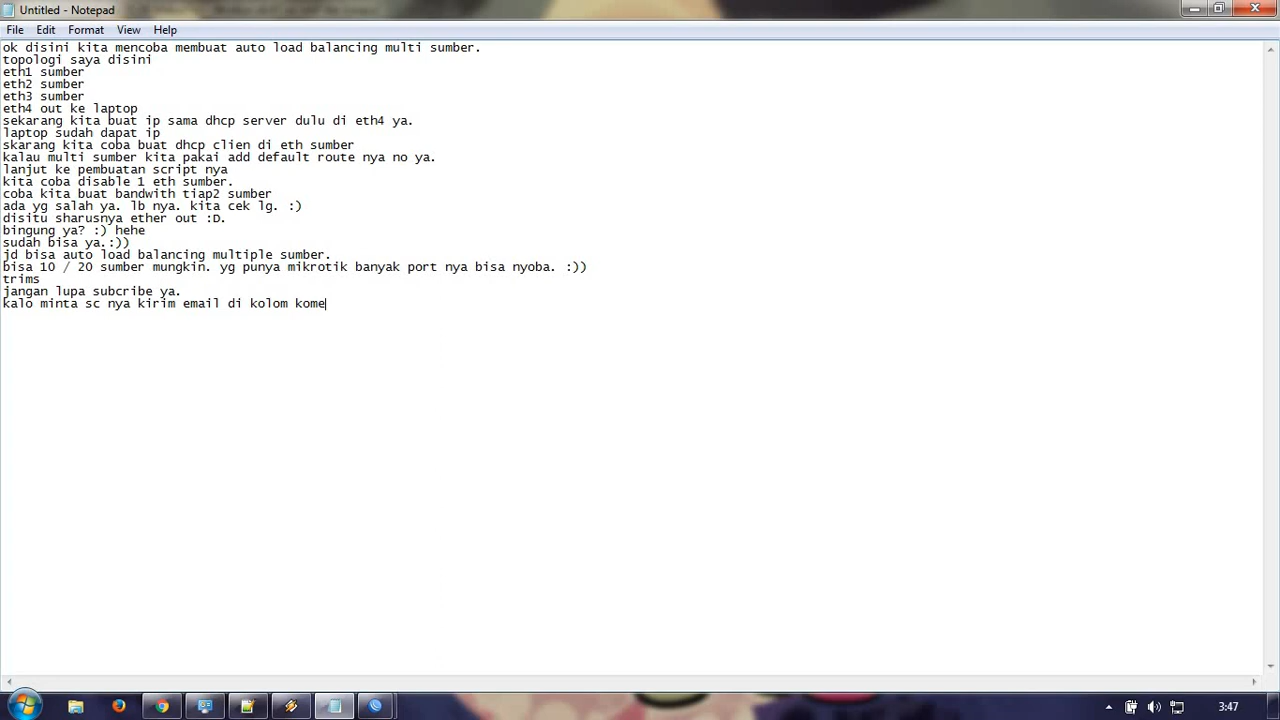 Untitled - Notepad
File Edit Format View Help
ok disini kita mencoba membuat auto load balancing multi sumber.
topologi saya disini
eth1 sumber
eth2 sumber
eth3 sumber
eth4 out ke laptop
sekarang kita buat ip sama dhcp server dulu di eth4 ya.
laptop sudah dapat ip
skarang kita coba buat dhcp clien di eth sumber
kalau multi sumber kita pakai add default route nya no ya.
lanjut ke pembuatan script nya
kita coba disable 1 eth sumber.
coba kita buat bandwith tiap2 sumber
ada yg salah ya. lb nya. kita cek lg. :)
disitu sharusnya ether out :D.
bingung ya? :) hehe
sudah bisa ya.:))
jd bisa auto load balancing multiple sumber.
bisa 10 / 20 sumber mungkin. yg punya mikrotik banyak port nya bisa nyoba. :))
trims
jangan lupa subcribe ya.
kalo minta sc nya kirim email di kolom kome
3:47